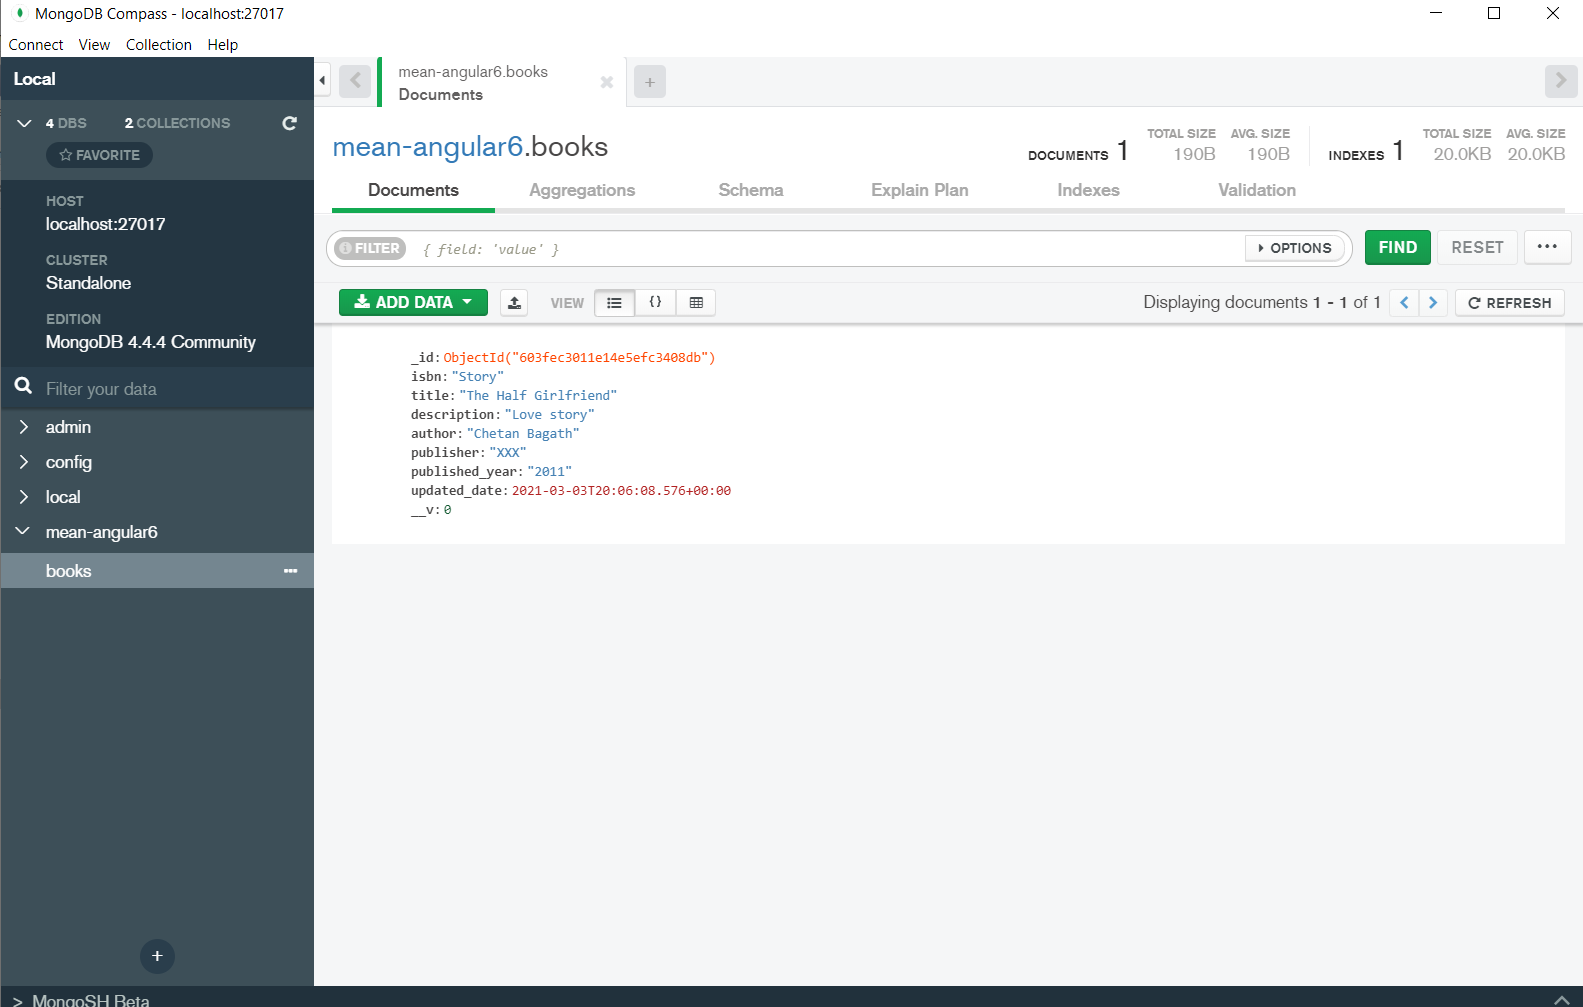 MongoDB Compass - localhost:27017
Connect View Collection Help
Local
4 DBS 2 COLLECTIONS
FAVORITE
HOST
localhost:27017
CLUSTER
Standalone
EDITION
MongoDB 4.4.4 Community
Filter your data
admin
config
local
mean-angular6
books
mean-angular6.books
Documents
mean-angular6.books
DOCUMENTS 1 TOTAL SIZE 190B AVG. SIZE 190B INDEXES 1 TOTAL SIZE 20.0KB AVG. SIZE 20.0KB
Documents Aggregations Schema Explain Plan Indexes Validation
FILTER { field: 'value' } OPTIONS FIND RESET
ADD DATA VIEW {} Displaying documents 1 - 1 of 1 REFRESH
_id: ObjectId("603fec3011e14e5efc3408db")
isbn: "Story"
title: "The Half Girlfriend"
description: "Love story"
author: "Chetan Bagath"
publisher: "XXX"
published_year: "2011"
updated_date: 2021-03-03T20:06:08.576+00:00
__v: 0
> MongoSH Beta